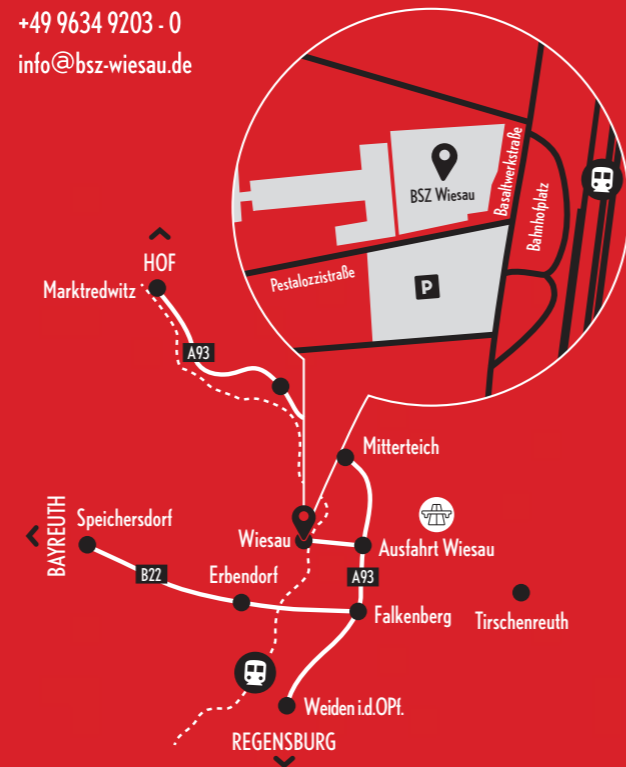 +49 9634 9203 - 0
info@bsz-wiesau.de
BSZ Wiesau
Basaltwerkstraße
Bahnhofplatz
Pestalozzistraße
P
HOF
Marktredwitz
A93
Mitterteich
BAYREUTH
Speichersdorf
Wiesau
Ausfahrt Wiesau
B22
Erbendorf
A93
Falkenberg
Tirschenreuth
Weiden i.d.OPf.
REGENSBURG